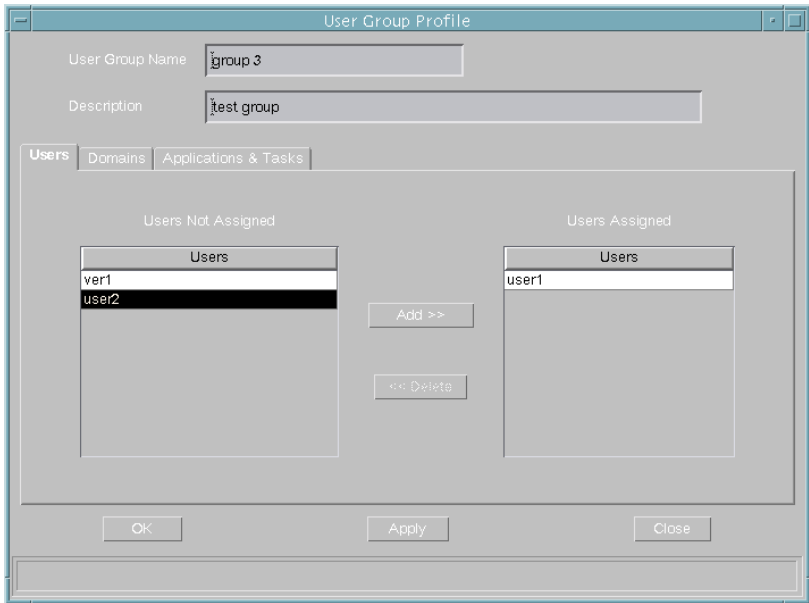 User Group Profile
User Group Name group 3
Description test group
Users Domains Applications & Tasks
Users Not Assigned Users Assigned
Users Users
ver1 user1
user2
Add >>
<< Delete
OK Apply Close